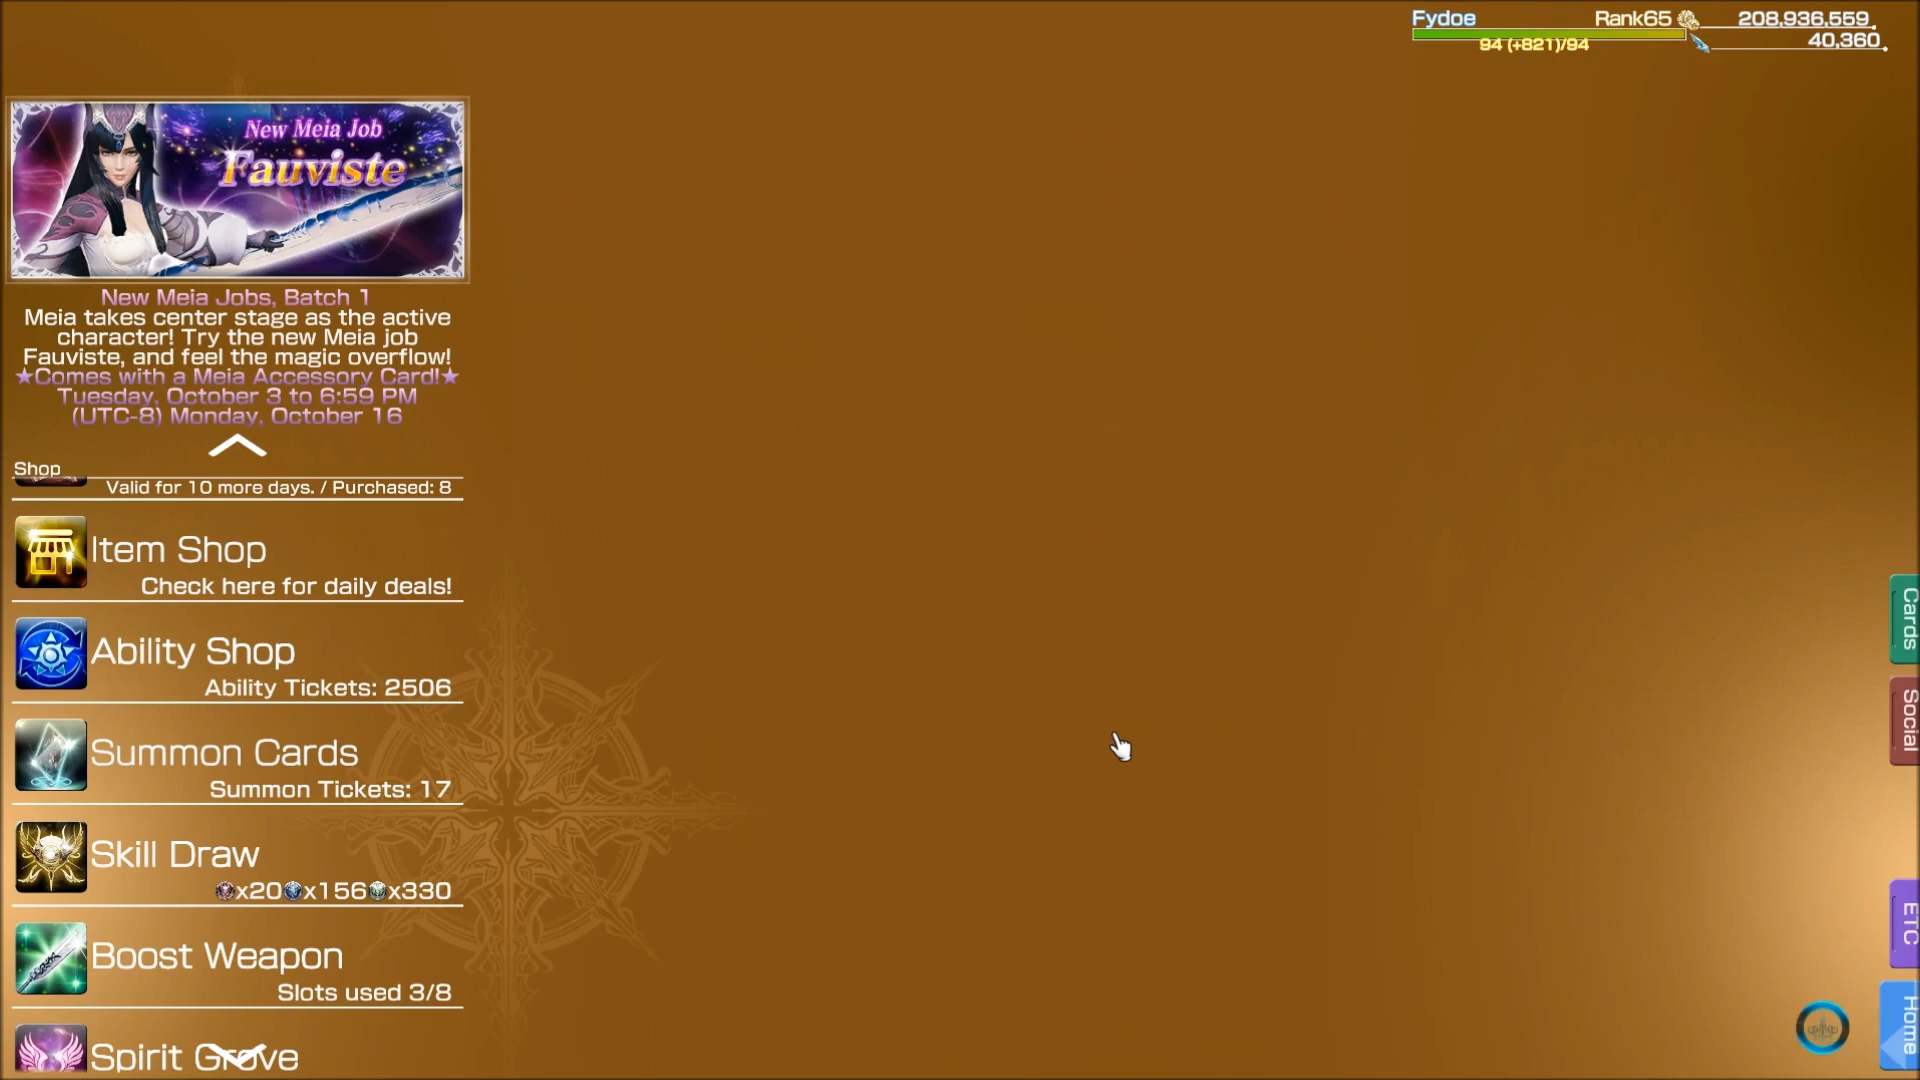 Fydoe
Rank65
208,936,559
94 (+821)/94
40,360
New Meia Job
Fauviste
New Meia Jobs, Batch 1
Meia takes center stage as the active
character! Try the new Meia job
Fauviste, and feel the magic overflow!
★Comes with a Meia Accessory Card!★
Tuesday, October 3 to 6:59 PM
(UTC-8) Monday, October 16
Shop
Valid for 10 more days. / Purchased: 8
Item Shop
Check here for daily deals!
Ability Shop
Ability Tickets: 2506
Summon Cards
Summon Tickets: 17
Skill Draw
x20 x156 x330
Boost Weapon
Slots used 3/8
Spirit Grove
Cards
Social
ETC
Home